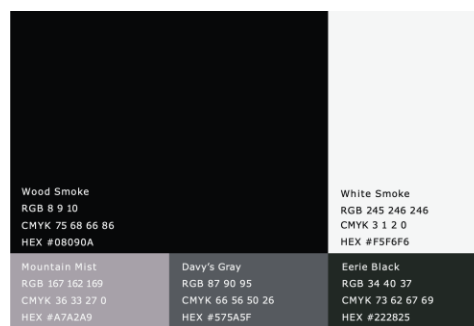 Wood Smoke
RGB 8 9 10
CMYK 75 68 66 86
HEX #08090A
White Smoke
RGB 245 246 246
CMYK 3 1 2 0
HEX #F5F6F6
Mountain Mist
RGB 167 162 169
CMYK 36 33 27 0
HEX #A7A2A9
Davy's Gray
RGB 87 90 95
CMYK 66 56 50 26
HEX #575A5F
Eerie Black
RGB 34 40 37
CMYK 73 62 67 69
HEX #222825